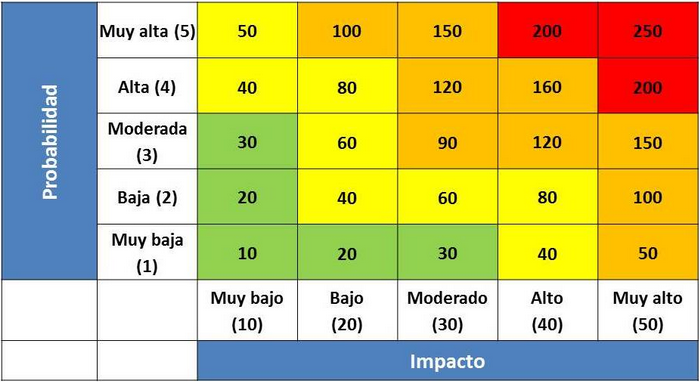 Probabilidad
Muy alta (5) 50 100 150 200 250
Alta (4) 40 80 120 160 200
Moderada
(3) 30 60 90 120 150
Baja (2) 20 40 60 80 100
Muy baja
(1) 10 20 30 40 50
Muy bajo Bajo Moderado Alto Muy alto
(10) (20) (30) (40) (50)
Impacto